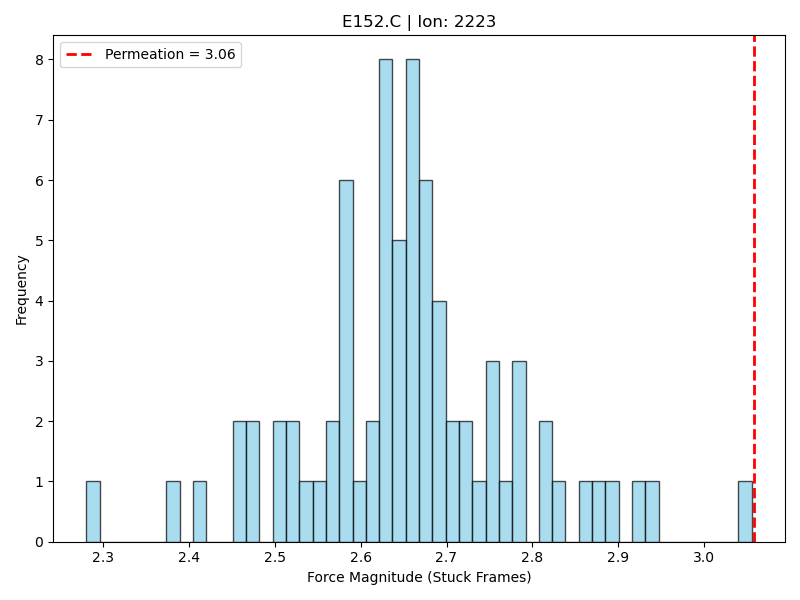 E152.C | Ion: 2223
Permeation = 3.06
Frequency
8
7
6
5
4
3
2
1
0
2.3 2.4 2.5 2.6 2.7 2.8 2.9 3.0
Force Magnitude (Stuck Frames)